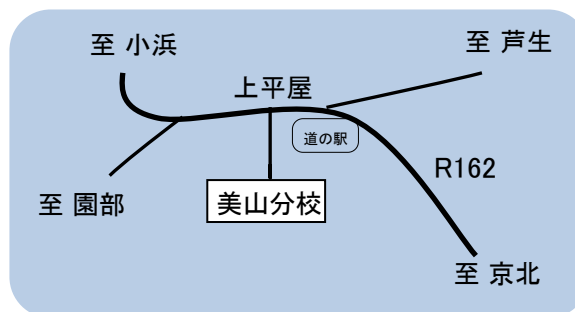 至 小浜
至 芦生
上平屋
道の駅
R162
至 園部
美山分校
至 京北